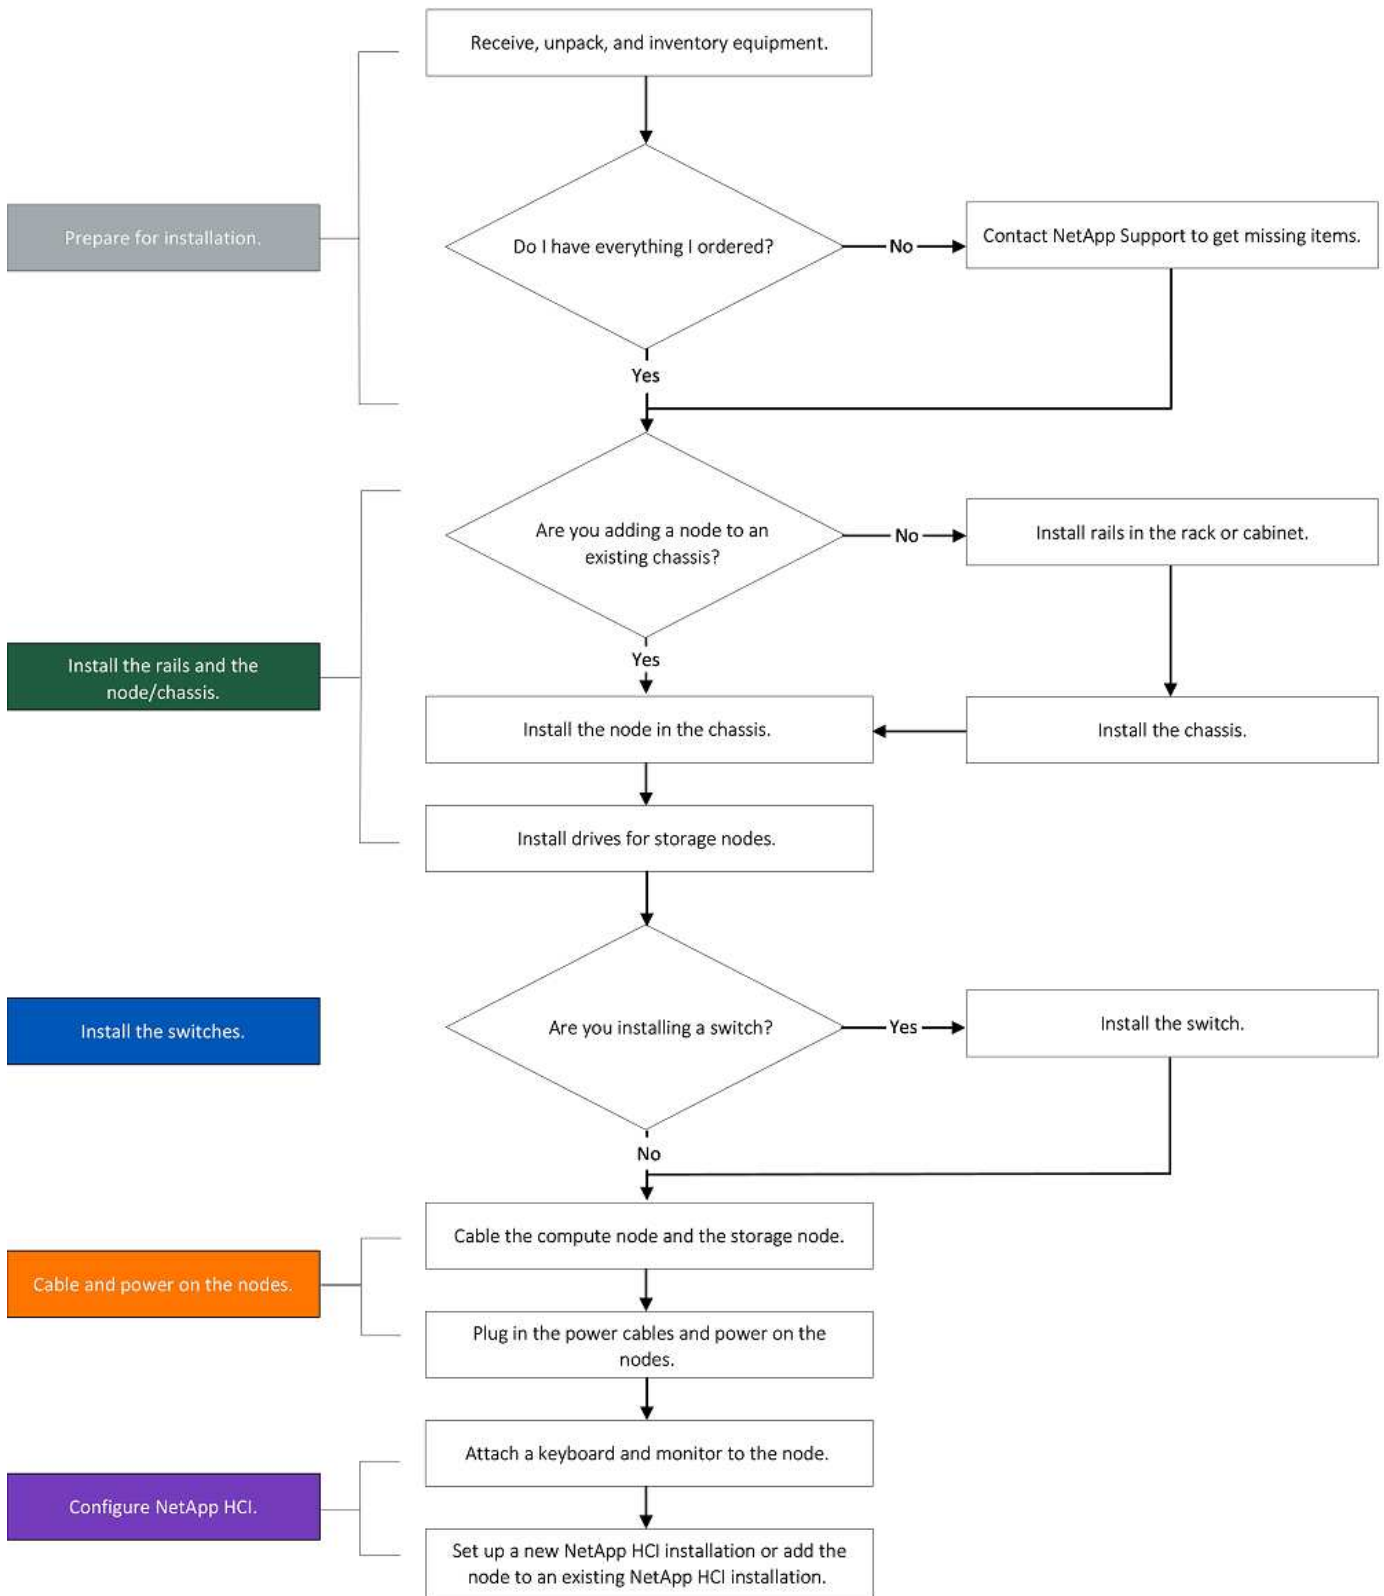 Receive, unpack, and inventory equipment.
Prepare for installation.
Do I have everything I ordered?
No
Contact NetApp Support to get missing items.
Yes
Are you adding a node to an
existing chassis?
No
Install rails in the rack or cabinet.
Yes
Install the rails and the
node/chassis.
Install the node in the chassis.
Install the chassis.
Install drives for storage nodes.
Install the switches.
Are you installing a switch?
Yes
Install the switch.
No
Cable the compute node and the storage node.
Cable and power on the nodes.
Plug in the power cables and power on the
nodes.
Attach a keyboard and monitor to the node.
Configure NetApp HCI.
Set up a new NetApp HCI installation or add the
node to an existing NetApp HCI installation.